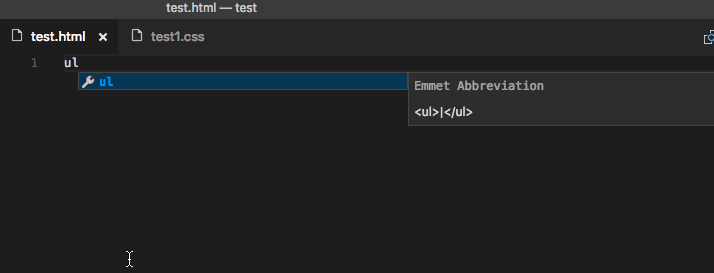 test.html — test
test.html
test1.css
1 ul
ul
Emmet Abbreviation
<ul>|</ul>